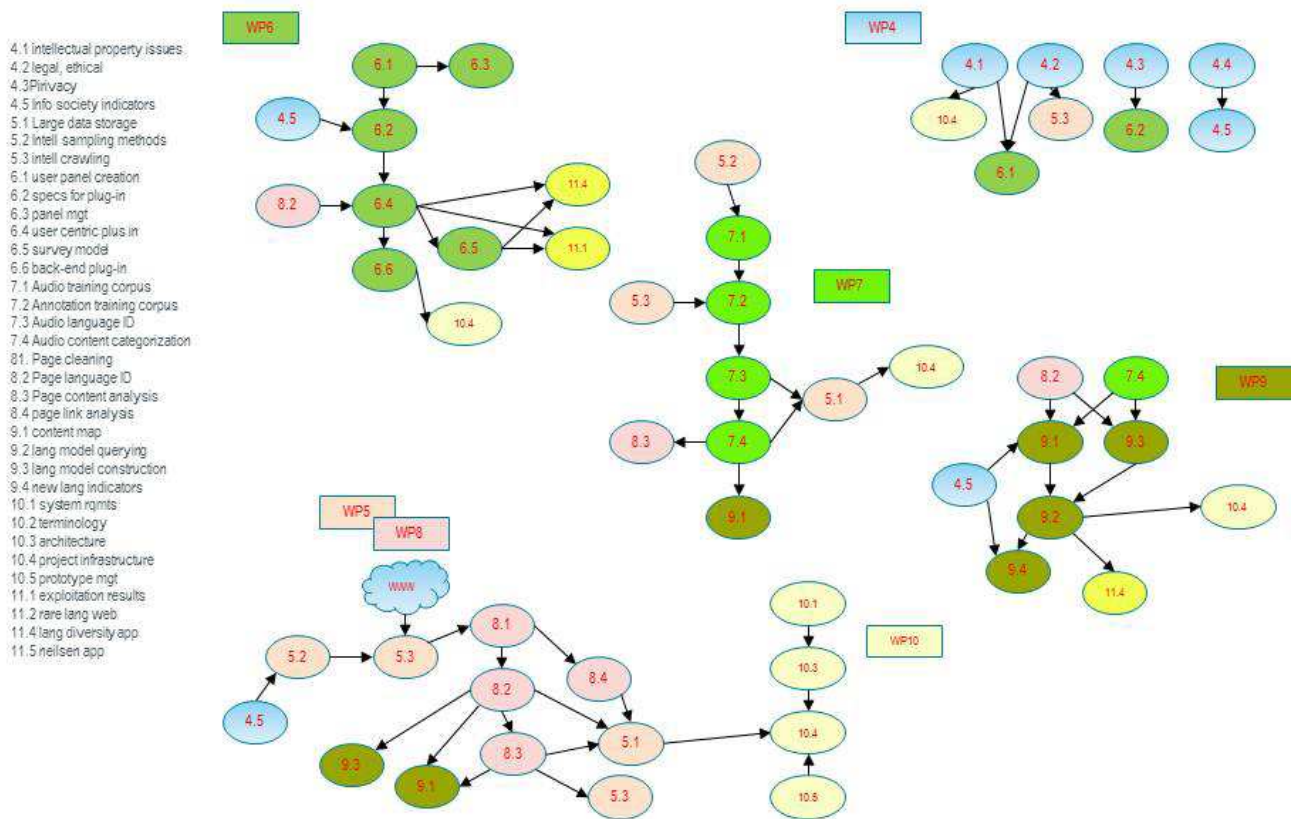 4.1 intellectual property issues
4.2 legal, ethical
4.3Pirivacy
4.5 Info society indicators
5.1 Large data storage
5.2 Intell sampling methods
5.3 intell crawling
6.1 user panel creation
6.2 specs for plug-in
6.3 panel mgt
6.4 user centric plus in
6.5 survey model
6.6 back-end plug-in
7.1 Audio training corpus
7.2 Annotation training corpus
7.3 Audio language ID
7.4 Audio content categorization
81. Page cleaning
8.2 Page language ID
8.3 Page content analysis
8.4 page link analysis
9.1 content map
9.2 lang model querying
9.3 lang model construction
9.4 new lang indicators
10.1 system rqmts
10.2 terminology
10.3 architecture
10.4 project infrastructure
10.5 prototype mgt
11.1 exploitation results
11.2 rare lang web
11.4 lang diversity app
11.5 neilsen app
WP6
6.1
6.3
4.5
6.2
8.2
6.4
11.4
6.5
11.1
6.6
10.4
WP4
4.1
4.2
4.3
4.4
10.4
5.3
6.2
4.5
6.1
5.2
7.1
WP7
5.3
7.2
7.3
5.1
10.4
8.3
7.4
9.1
8.2
7.4
WP9
9.1
9.3
4.5
9.2
10.4
9.4
11.4
WP5
WP8
WWW
8.1
5.2
5.3
8.2
8.4
4.5
8.3
5.1
9.3
9.1
5.3
10.1
WP10
10.3
10.4
10.5